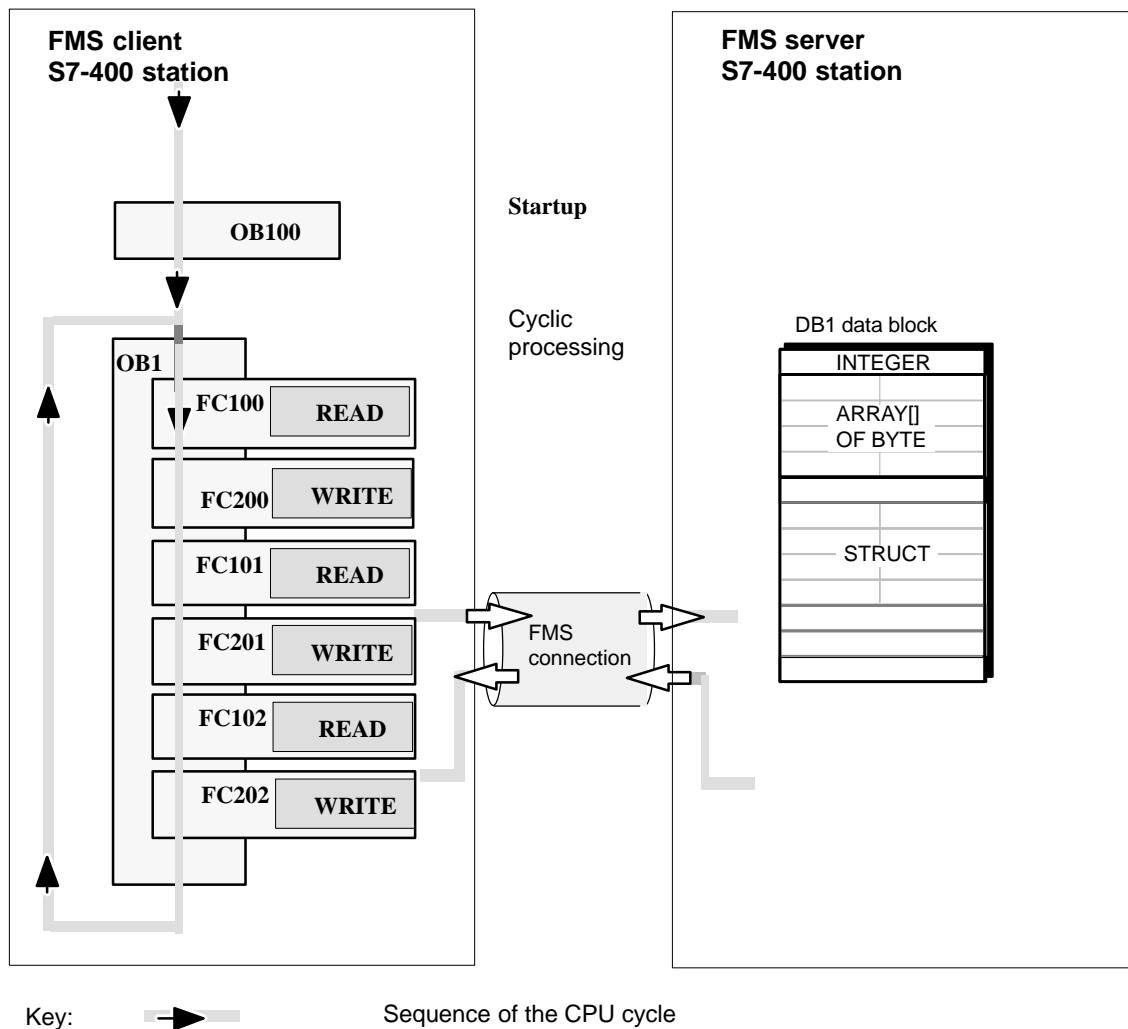 FMS client
S7-400 station
FMS server
S7-400 station
Startup
OB100
Cyclic
processing
DB1 data block
INTEGER
ARRAY[]
OF BYTE
STRUCT
OB1
FC100
READ
FC200
WRITE
FC101
READ
FC201
WRITE
FC102
READ
FC202
WRITE
FMS
connection
Key:
Sequence of the CPU cycle